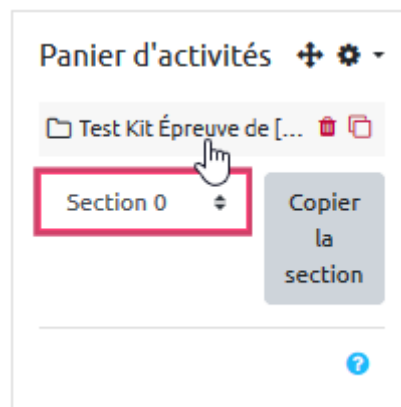 Panier d'activités
Test Kit Épreuve de [...
Section 0
Copier
la
section
?